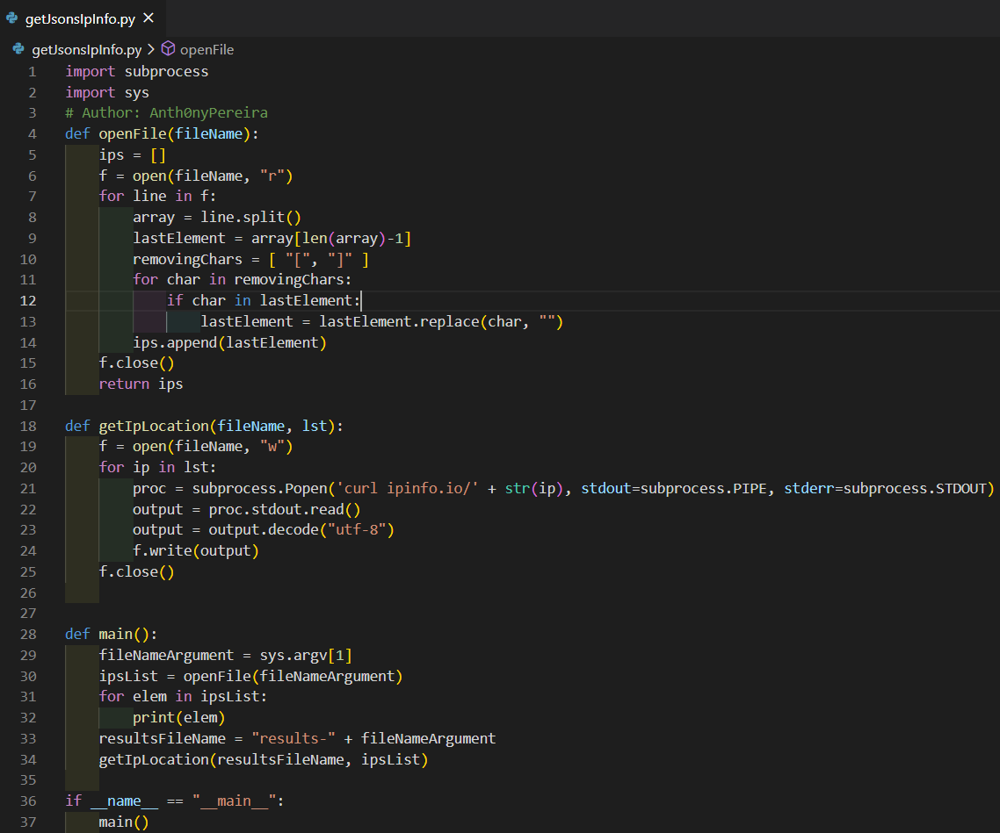 getJsonsIpInfo.py ×
getJsonsIpInfo.py > openFile
1 import subprocess
2 import sys
3 # Author: Anth0nyPereira
4 def openFile(fileName):
5     ips = []
6     f = open(fileName, "r")
7     for line in f:
8         array = line.split()
9         lastElement = array[len(array)-1]
10         removingChars = [ "[", "]" ]
11         for char in removingChars:
12             if char in lastElement:
13                 lastElement = lastElement.replace(char, "")
14         ips.append(lastElement)
15     f.close()
16     return ips
17
18 def getIpLocation(fileName, lst):
19     f = open(fileName, "w")
20     for ip in lst:
21         proc = subprocess.Popen('curl ipinfo.io/' + str(ip), stdout=subprocess.PIPE, stderr=subprocess.STDOUT)
22         output = proc.stdout.read()
23         output = output.decode("utf-8")
24         f.write(output)
25     f.close()
26
27
28 def main():
29     fileNameArgument = sys.argv[1]
30     ipsList = openFile(fileNameArgument)
31     for elem in ipsList:
32         print(elem)
33     resultsFileName = "results-" + fileNameArgument
34     getIpLocation(resultsFileName, ipsList)
35
36 if __name__ == "__main__":
37     main()